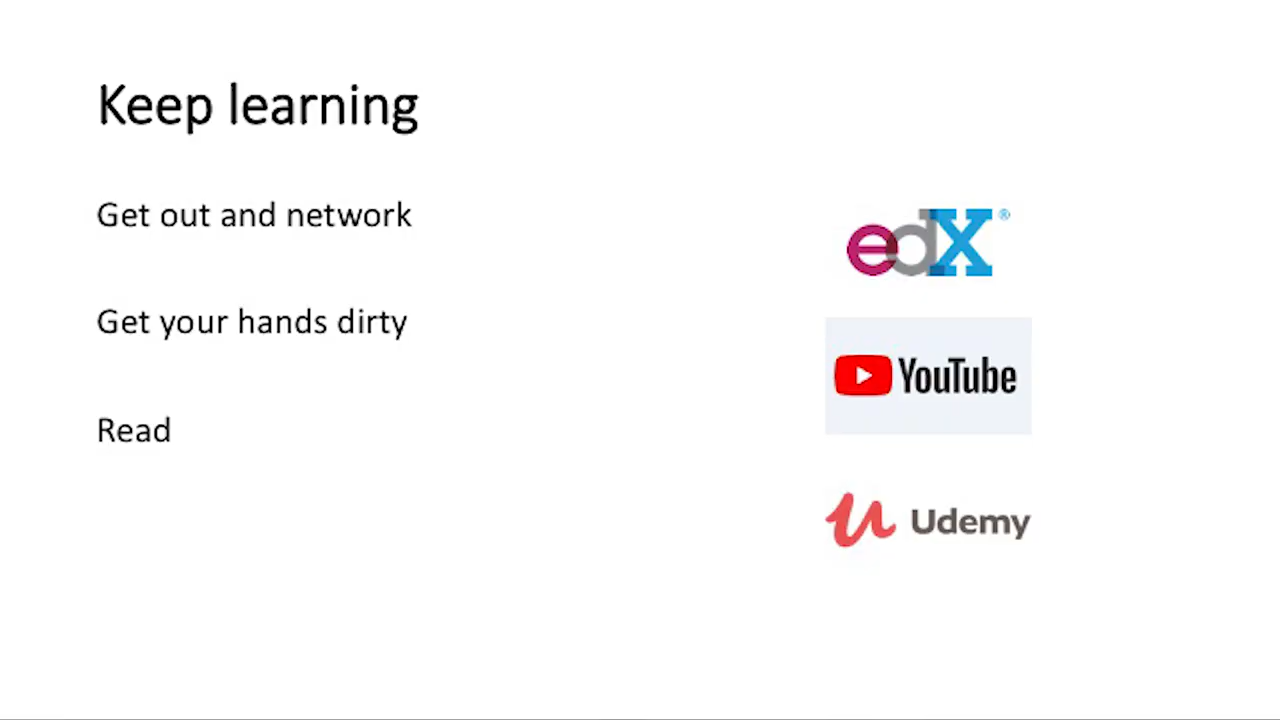 Keep learning
Get out and network
Get your hands dirty
Read
edX®
YouTube
Udemy